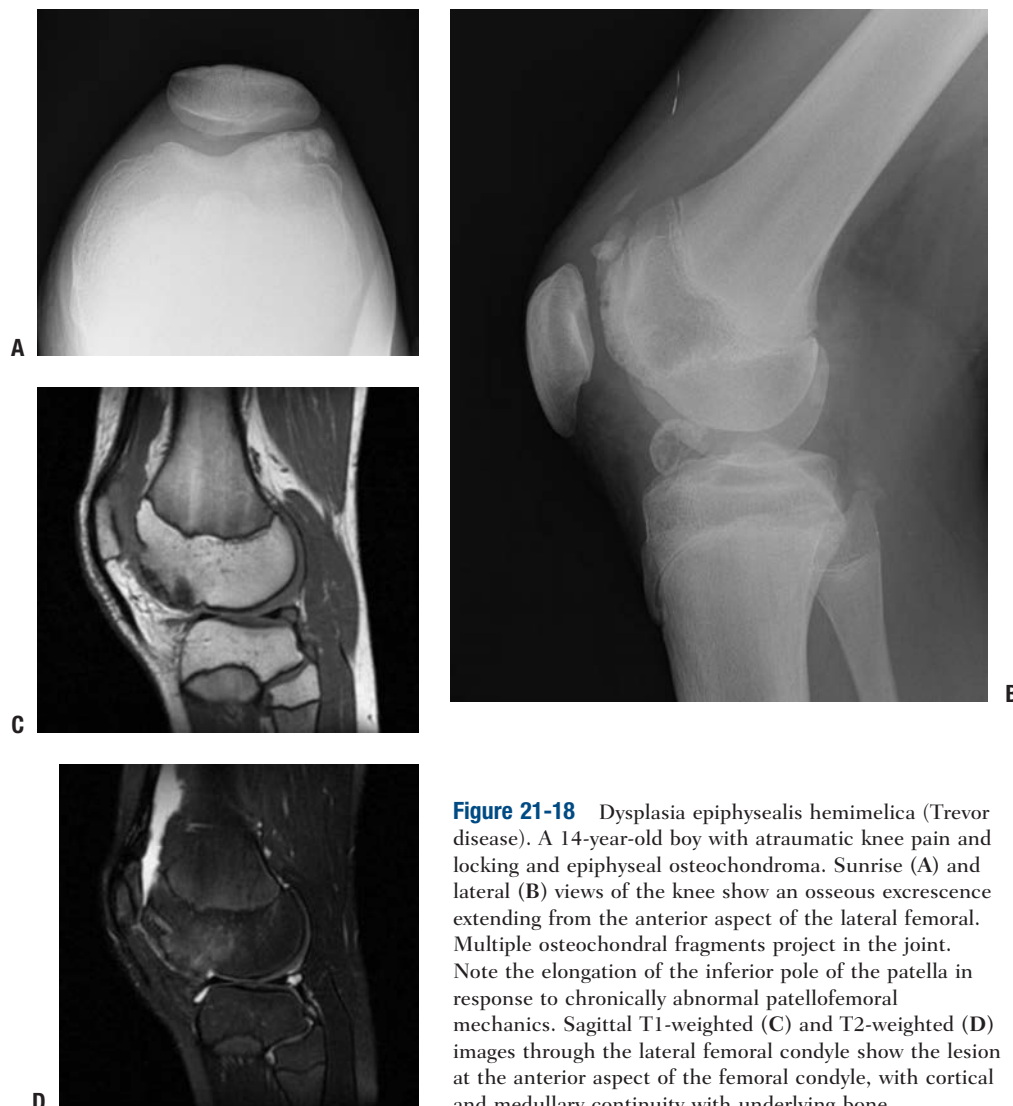 A
B
C
D
Figure 21-18 Dysplasia epiphysealis hemimelica (Trevor
disease). A 14-year-old boy with atraumatic knee pain and
locking and epiphyseal osteochondroma. Sunrise (A) and
lateral (B) views of the knee show an osseous excrescence
extending from the anterior aspect of the lateral femoral.
Multiple osteochondral fragments project in the joint.
Note the elongation of the inferior pole of the patella in
response to chronically abnormal patellofemoral
mechanics. Sagittal T1-weighted (C) and T2-weighted (D)
images through the lateral femoral condyle show the lesion
at the anterior aspect of the femoral condyle, with cortical
and medullary continuity with underlying bone.